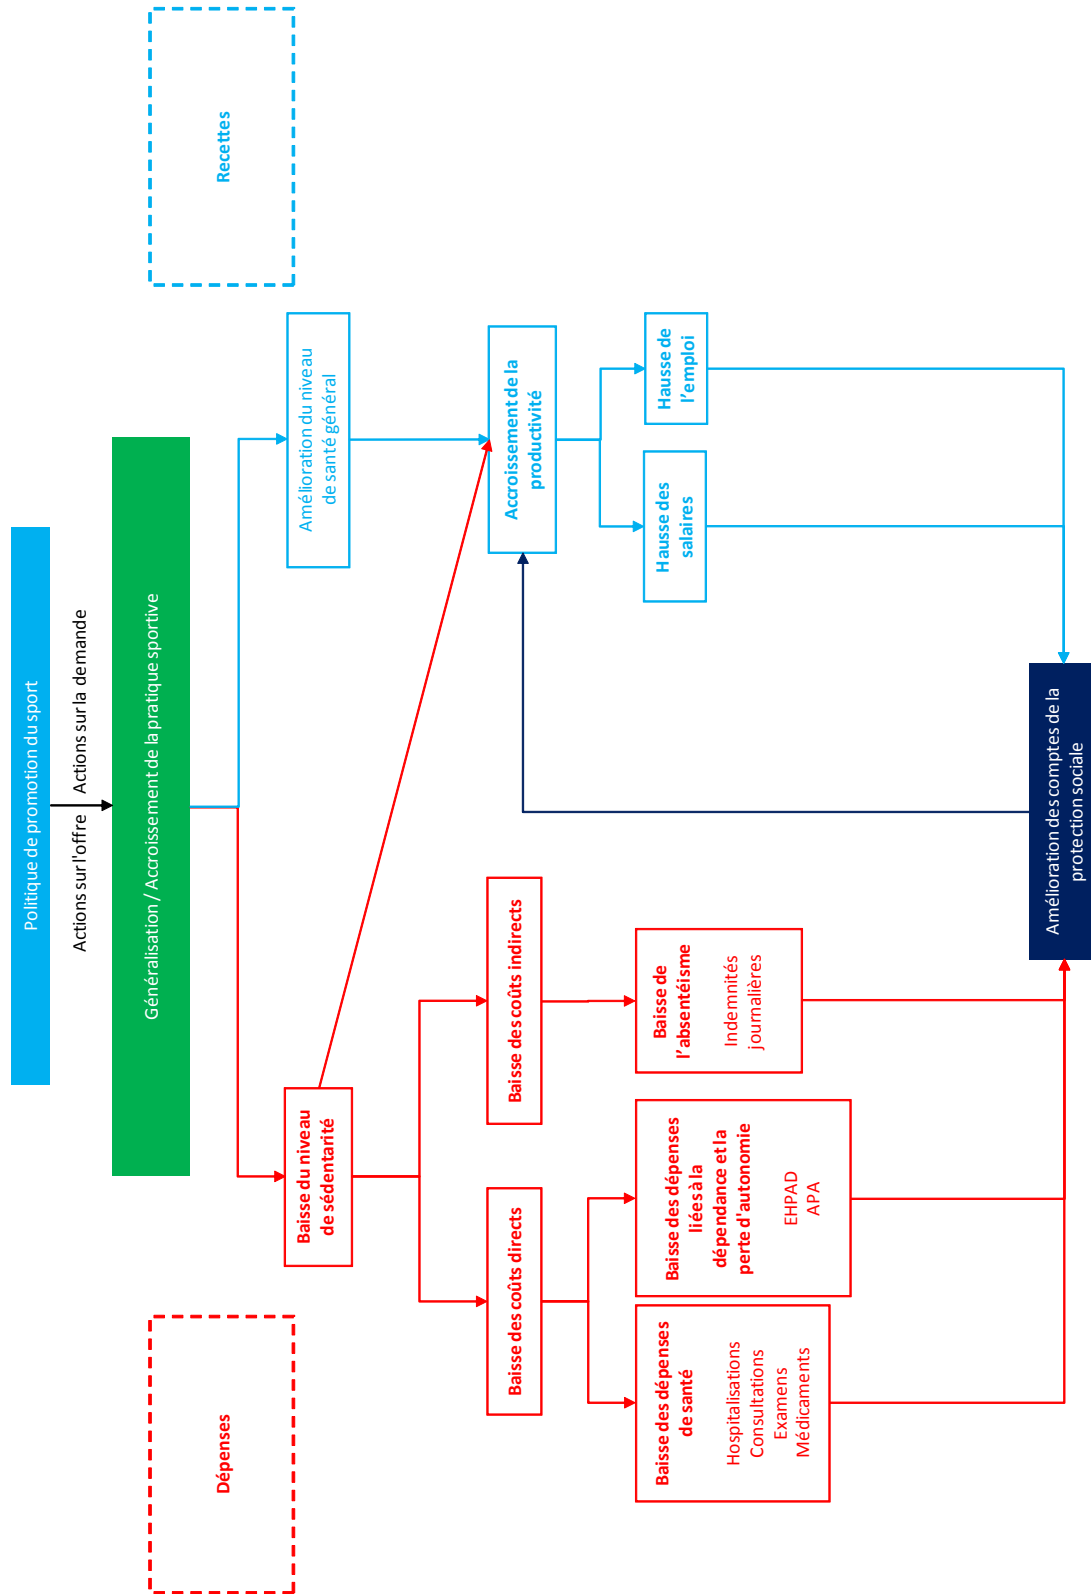 Politique de promotion du sport
Actions sur l'offre
Actions sur la demande
Généralisation / Accroissement de la pratique sportive
Dépenses
Recettes
Baisse du niveau
de sédentarité
Amélioration du niveau
de santé général
Baisse des coûts directs
Baisse des coûts indirects
Accroissement de la
productivité
Baisse des dépenses
de santé
Hospitalisations
Consultations
Examens
Médicaments
Baisse des dépenses
liées à la
dépendance et la
perte d'autonomie
EHPAD
APA
Baisse de
l’absentéisme
Indemnités
journalières
Hausse des
salaires
Hausse de
l’emploi
Amélioration des comptes de la
protection sociale